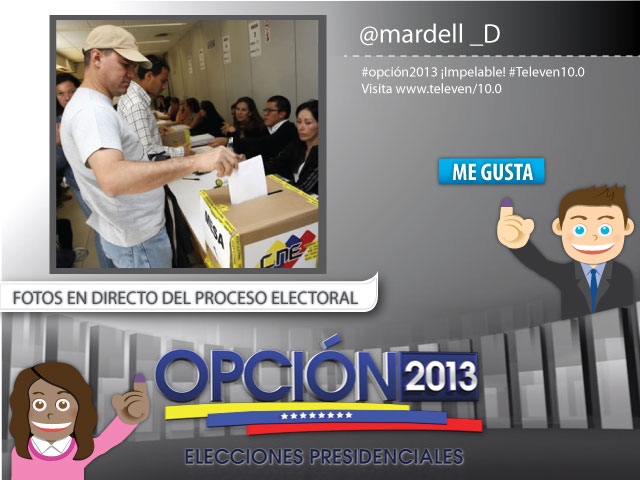 @mardell _D
#opción2013 ¡Impelable! #Televen10.0
Visita www.televen/10.0
ME GUSTA
MESA
CNE
FOTOS EN DIRECTO DEL PROCESO ELECTORAL
OPCIÓN 2013
ELECCIONES PRESIDENCIALES